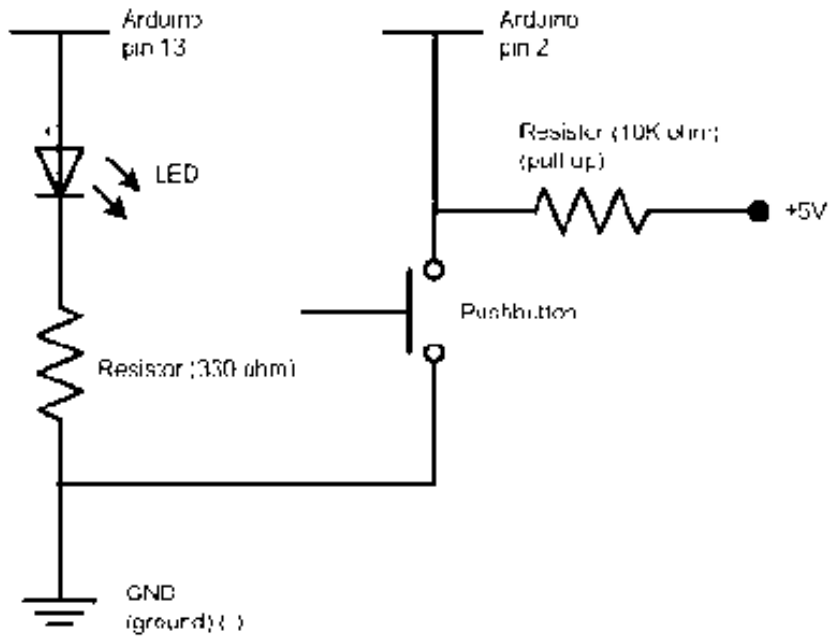 Arduino
pin 13
Arduino
pin 2
Resistor (10K ohm)
(pull up)
LED
+5V
Pushbutton
Resistor (330 ohm)
GND
(ground) (-)